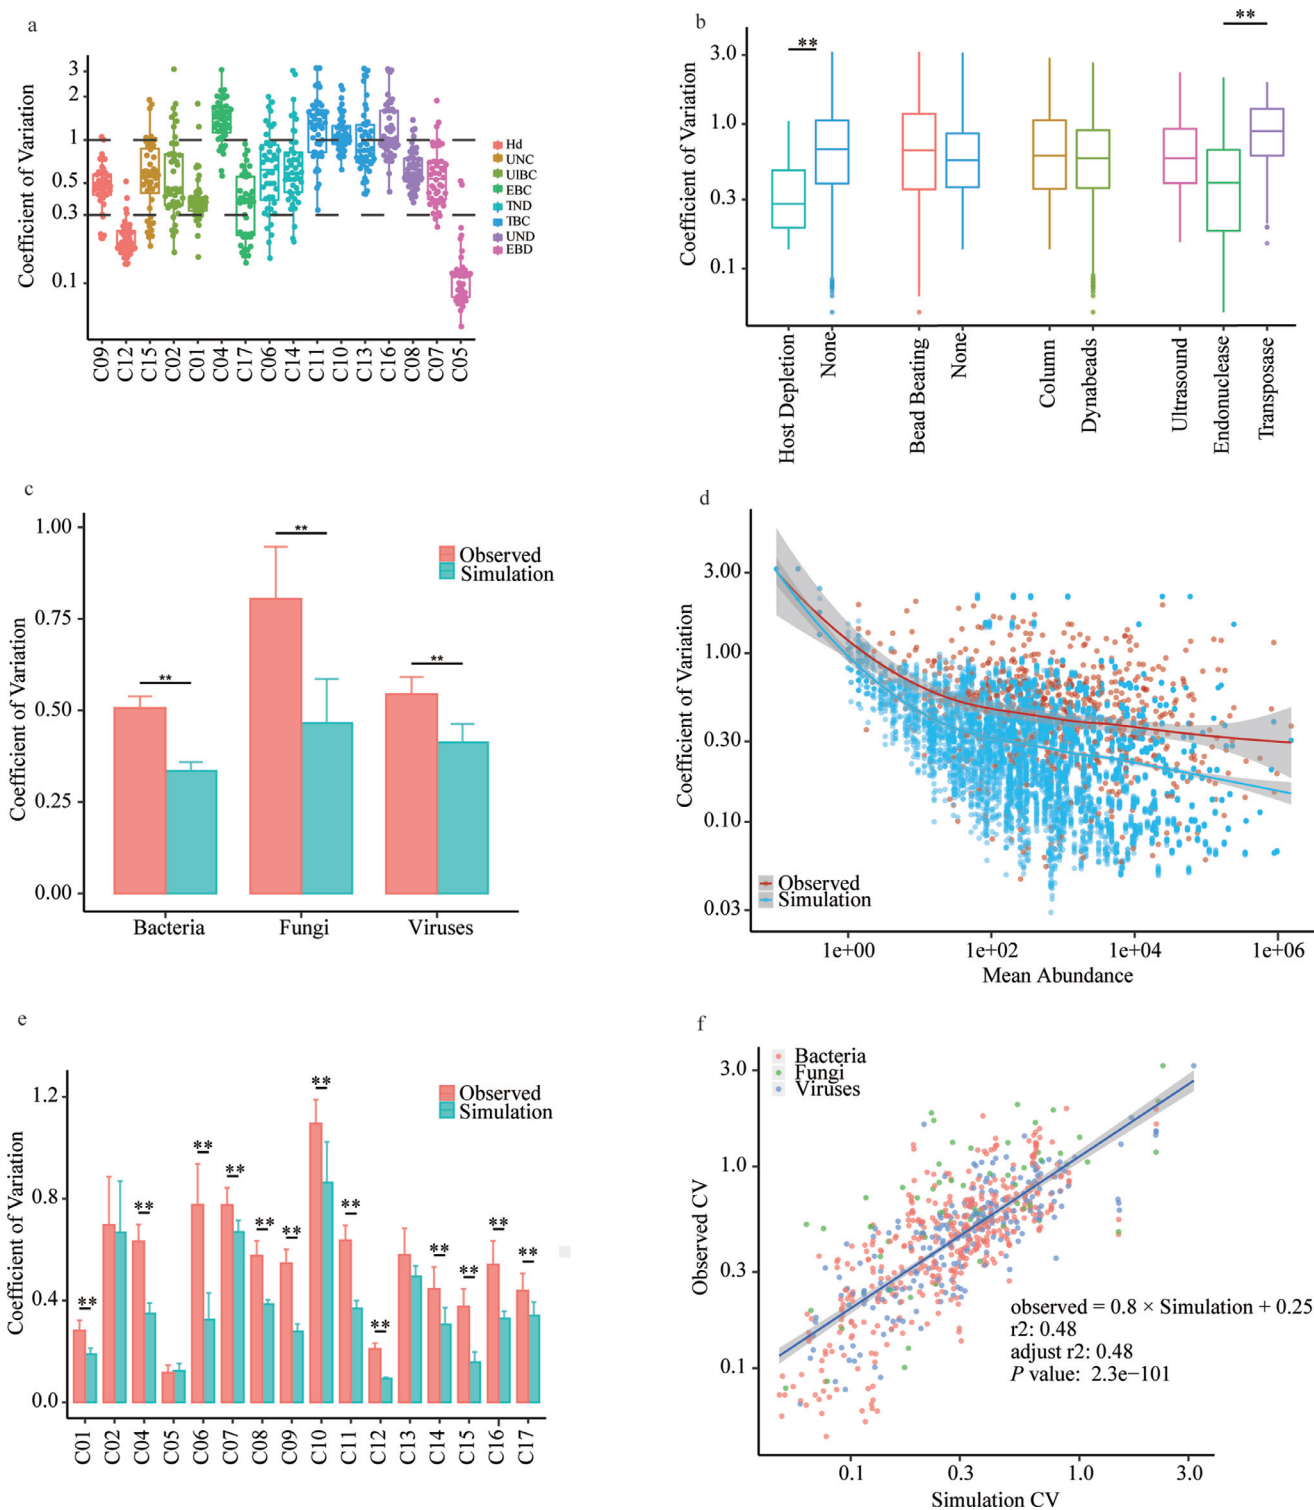 a
Coefficient of Variation
3
2
1
0.5
0.3
0.1
C09
C12
C15
C02
C01
C04
C17
C06
C14
C11
C10
C13
C16
C08
C07
C05
Hd
UNC
UIBC
EBC
TND
TBC
UND
EBD
b
Coefficient of Variation
3.0
1.0
0.3
0.1
**
**
Host Depletion
None
Bead Beating
None
Column
Dynabeads
Ultrasound
Endonuclease
Transposase
c
Coefficient of Variation
1.00
0.75
0.50
0.25
0.00
**
**
**
Observed
Simulation
Bacteria
Fungi
Viruses
d
Coefficient of Variation
3.00
1.00
0.30
0.10
0.03
Observed
Simulation
1e+00
1e+02
1e+04
1e+06
Mean Abundance
e
Coefficient of Variation
1.2
0.8
0.4
0.0
**
**
**
**
**
**
**
**
**
**
**
**
**
Observed
Simulation
C01
C02
C04
C05
C06
C07
C08
C09
C10
C11
C12
C13
C14
C15
C16
C17
f
Observed CV
3.0
1.0
0.3
0.1
Bacteria
Fungi
Viruses
observed = 0.8 × Simulation + 0.25
r2: 0.48
adjust r2: 0.48
P value: 2.3e−101
0.1
0.3
1.0
3.0
Simulation CV